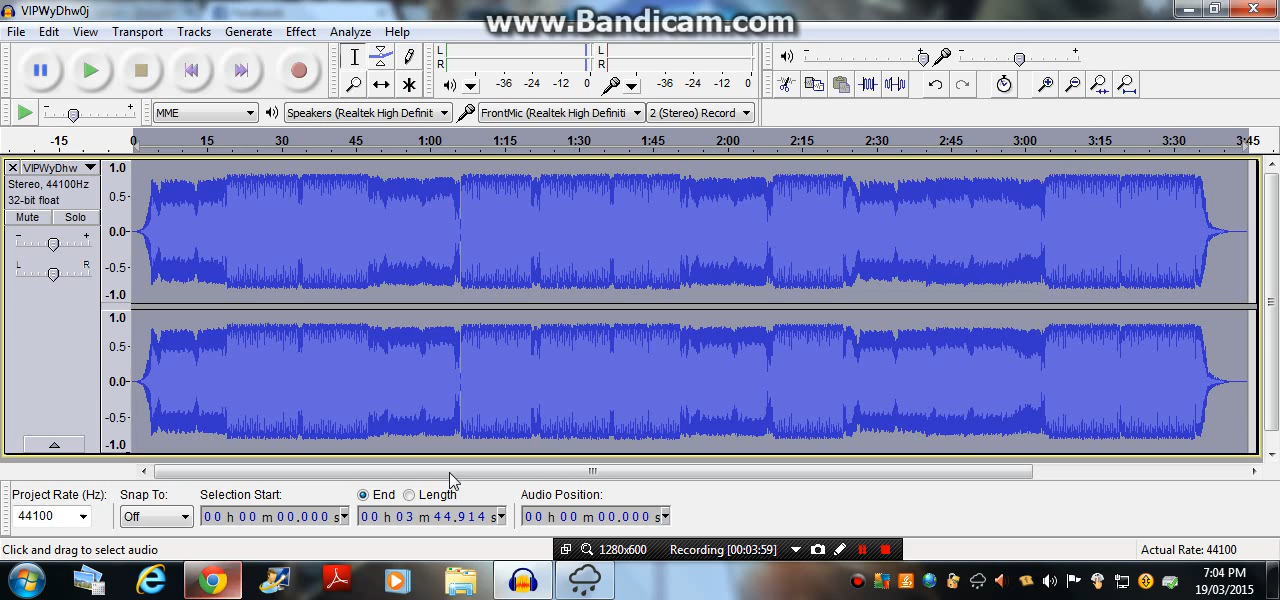 VIPWyDhw0j
www.Bandicam.com
File Edit View Transport Tracks Generate Effect Analyze Help
L
R
-36 -24 -12 0
L
R
-36 -24 -12 0
MME
Speakers (Realtek High Definit
FrontMic (Realtek High Definiti
2 (Stereo) Record
-15 0 15 30 45 1:00 1:15 1:30 1:45 2:00 2:15 2:30 2:45 3:00 3:15 3:30 3:45
VIPWyDhw
Stereo, 44100Hz
32-bit float
Mute Solo
- +
L R
1.0
0.5-
0.0-
-0.5-
-1.0
1.0
0.5-
0.0-
-0.5-
-1.0
Project Rate (Hz): Snap To: Selection Start: End Length Audio Position:
44100 Off 00 h 00 m 00.000 s 00 h 03 m 44.914 s 00 h 00 m 00.000 s
Click and drag to select audio
1280x600 Recording [00:03:59]
Actual Rate: 44100
7:04 PM
19/03/2015